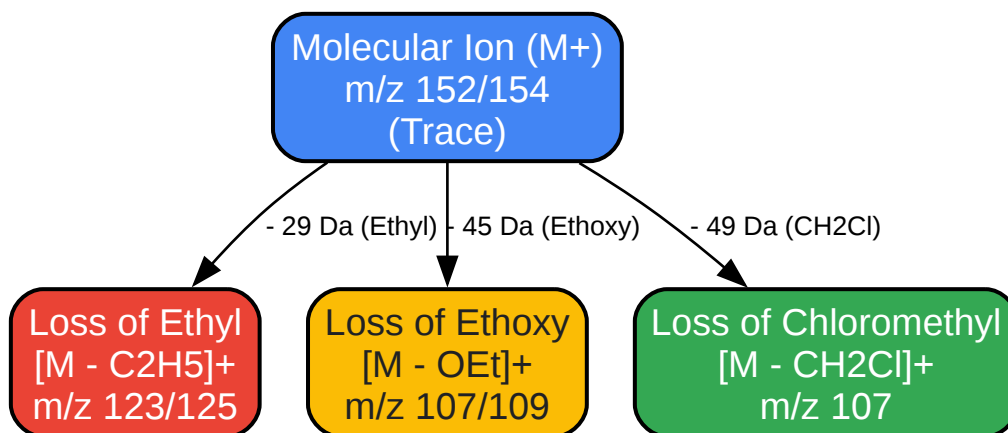 Molecular Ion (M+)
m/z 152/154
(Trace)
- 29 Da (Ethyl)
- 45 Da (Ethoxy)
- 49 Da (CH2Cl)
Loss of Ethyl
[M - C2H5]+
m/z 123/125
Loss of Ethoxy
[M - OEt]+
m/z 107/109
Loss of Chloromethyl
[M - CH2Cl]+
m/z 107